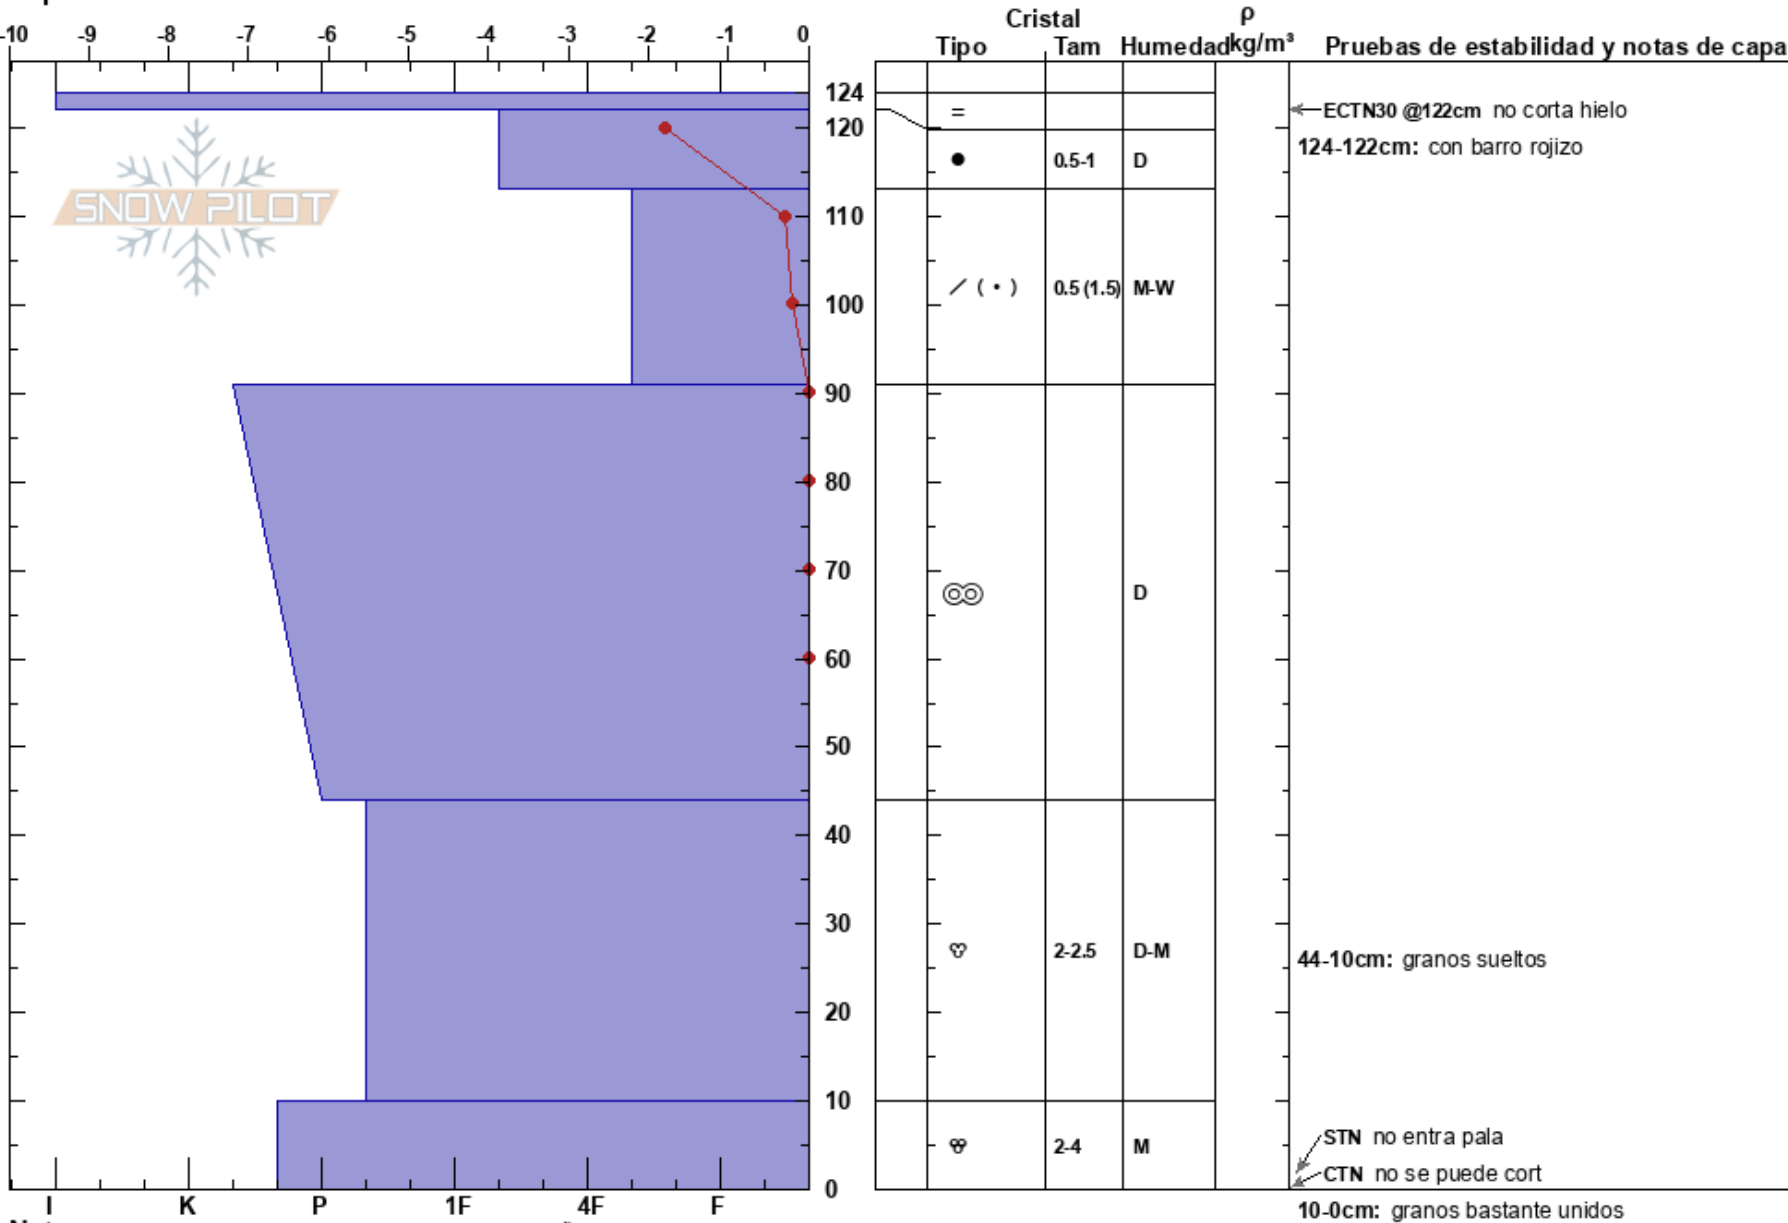 Cristal ρ
-10 -9 -8 -7 -6 -5 -4 -3 -2 -1 0 Tipo Tam Humedad kg/m³ Pruebas de estabilidad y notas de capa
124
= ECTN30 @122cm no corta hielo
120
124-122cm: con barro rojizo
● 0.5-1 D
SNOW PILOT
110
/ ( • ) 0.5 (1.5) M-W
100
90
80
D
70
60
50
40
30
2-2.5 D-M 44-10cm: granos sueltos
20
10
STN no entra pala
2-4 M
CTN no se puede cort
0
I K P 1F 4F F 10-0cm: granos bastante unidos